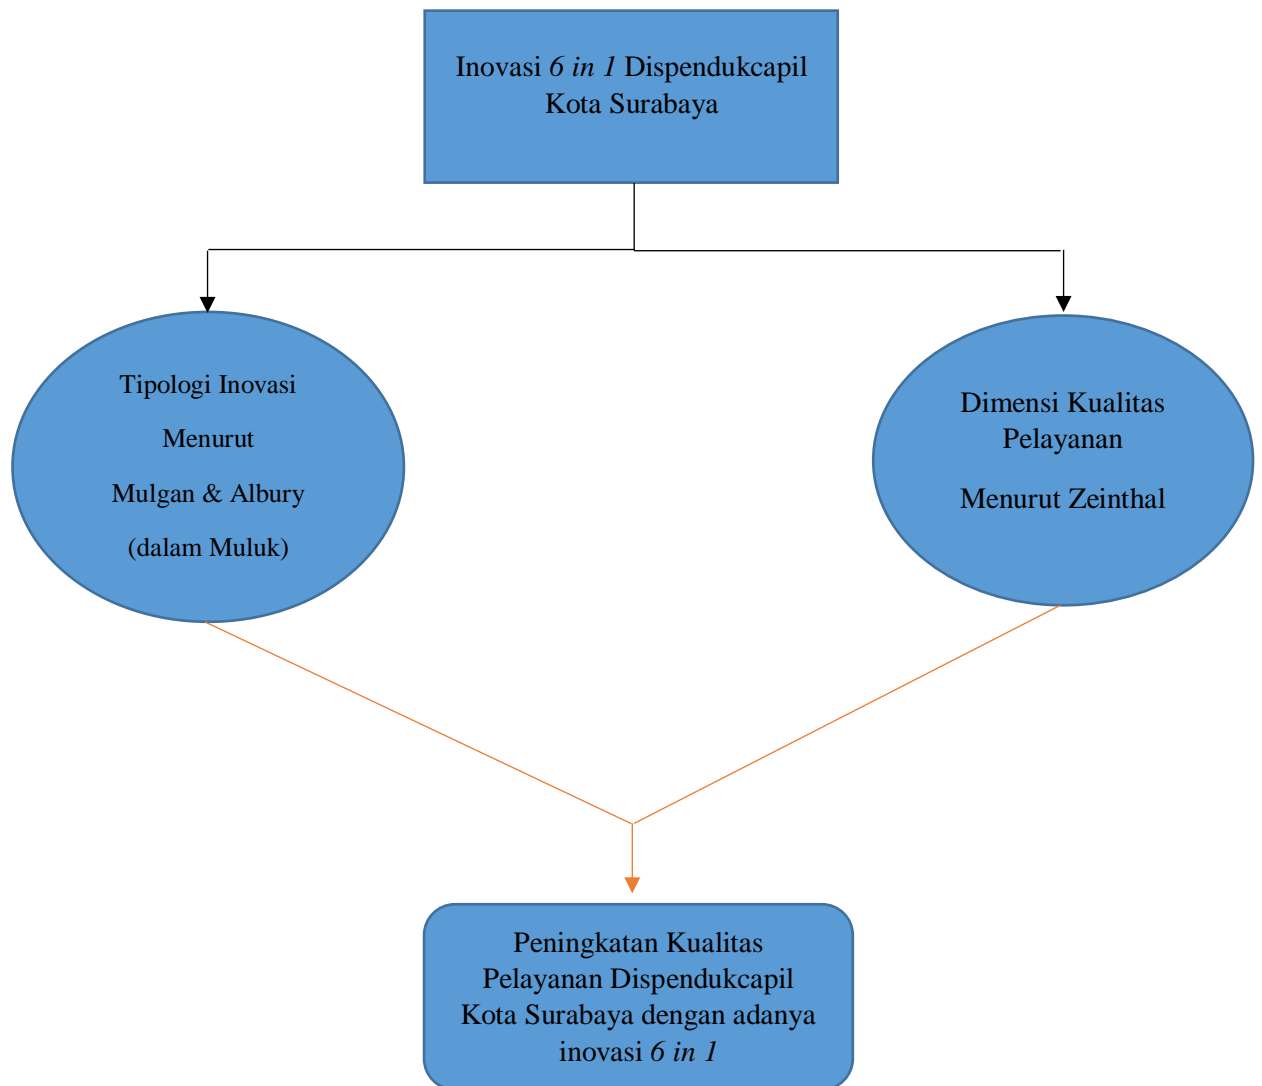 Inovasi 6 in 1 Dispendukcapil
Kota Surabaya
Tipologi Inovasi
Menurut
Mulgan & Albury
(dalam Muluk)
Dimensi Kualitas
Pelayanan
Menurut Zeinthal
Peningkatan Kualitas
Pelayanan Dispendukcapil
Kota Surabaya dengan adanya
inovasi 6 in 1